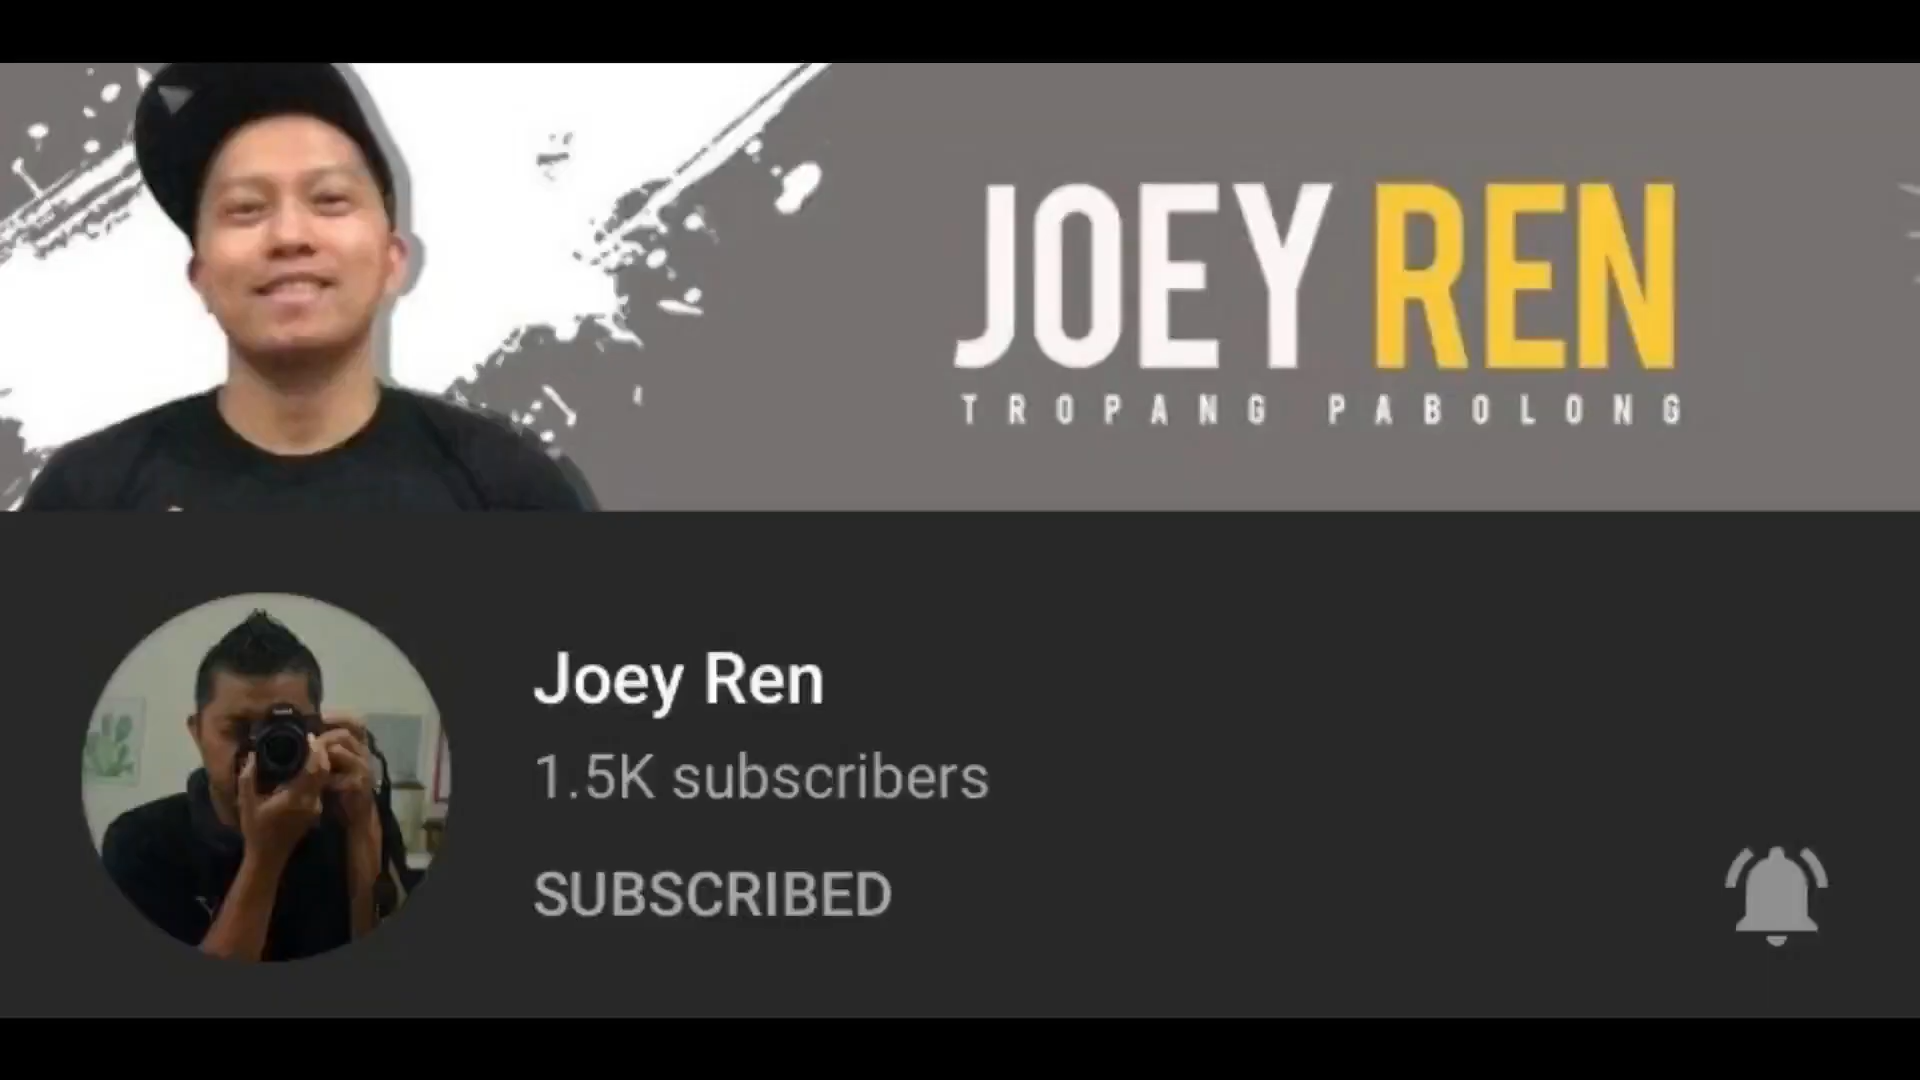 JOEY REN
TROPANG PABOLONG
Joey Ren
1.5K subscribers
SUBSCRIBED